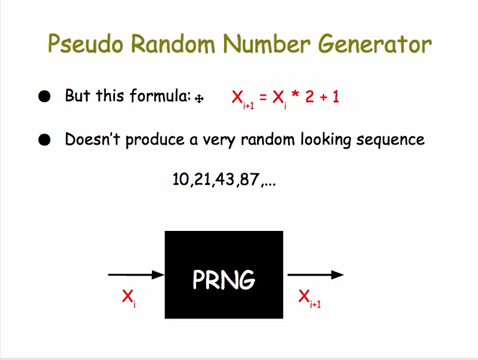 Pseudo Random Number Generator
● But this formula: Xᵢ₊₁ = Xᵢ * 2 + 1
● Doesn't produce a very random looking sequence
10,21,43,87,...
PRNG
Xᵢ Xᵢ₊₁